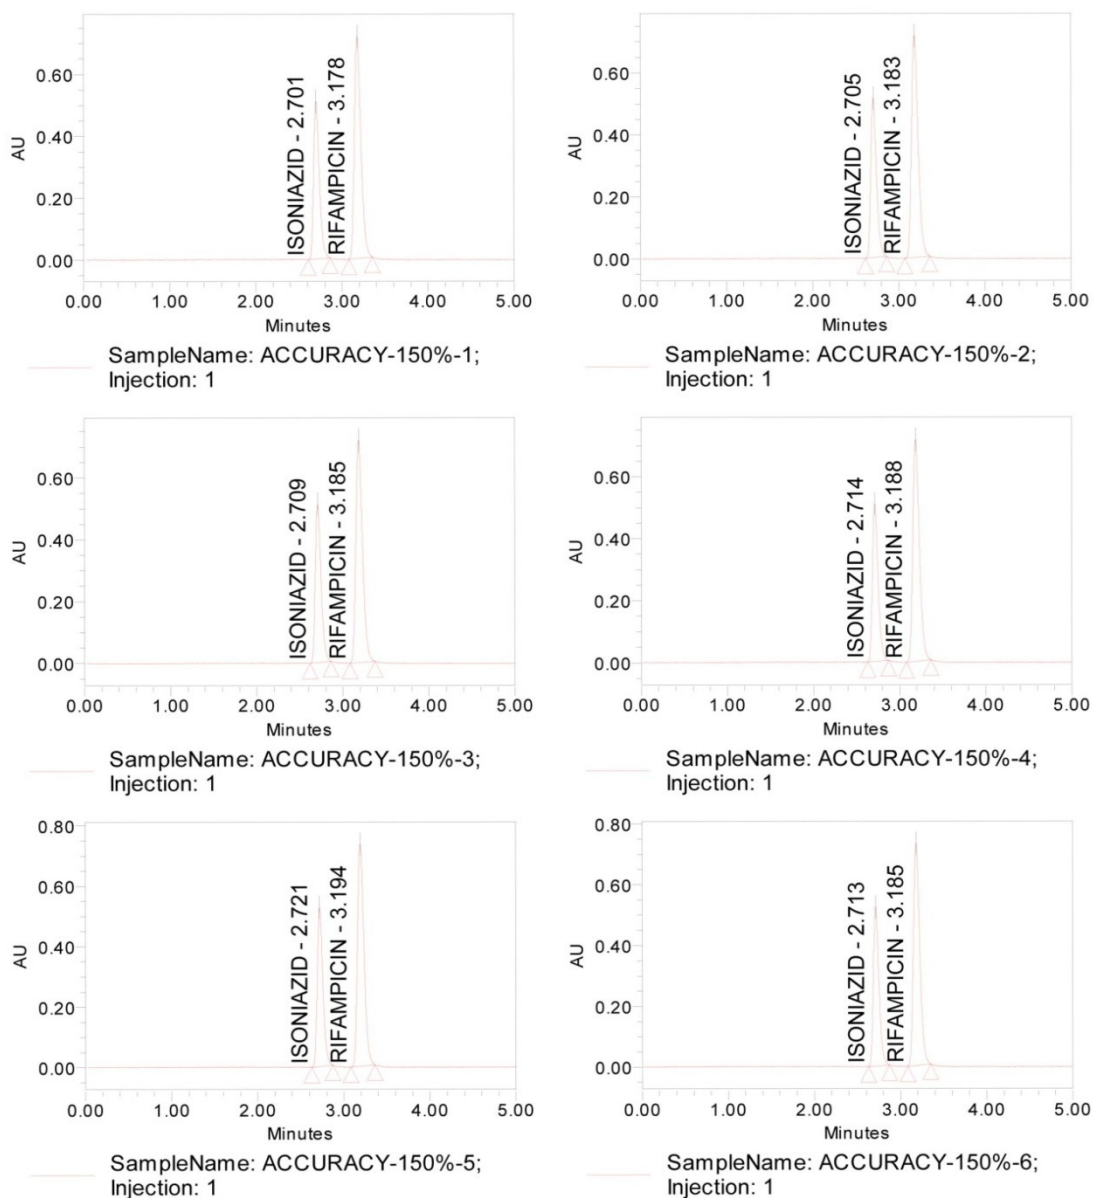 ISONIAZID - 2.701
RIFAMPICIN - 3.178
AU
0.60
0.40
0.20
0.00
0.00 1.00 2.00 3.00 4.00 5.00
Minutes
SampleName: ACCURACY-150%-1;
Injection: 1
ISONIAZID - 2.705
RIFAMPICIN - 3.183
AU
0.60
0.40
0.20
0.00
0.00 1.00 2.00 3.00 4.00 5.00
Minutes
SampleName: ACCURACY-150%-2;
Injection: 1
ISONIAZID - 2.709
RIFAMPICIN - 3.185
AU
0.60
0.40
0.20
0.00
0.00 1.00 2.00 3.00 4.00 5.00
Minutes
SampleName: ACCURACY-150%-3;
Injection: 1
ISONIAZID - 2.714
RIFAMPICIN - 3.188
AU
0.60
0.40
0.20
0.00
0.00 1.00 2.00 3.00 4.00 5.00
Minutes
SampleName: ACCURACY-150%-4;
Injection: 1
ISONIAZID - 2.721
RIFAMPICIN - 3.194
AU
0.80
0.60
0.40
0.20
0.00
0.00 1.00 2.00 3.00 4.00 5.00
Minutes
SampleName: ACCURACY-150%-5;
Injection: 1
ISONIAZID - 2.713
RIFAMPICIN - 3.185
AU
0.80
0.60
0.40
0.20
0.00
0.00 1.00 2.00 3.00 4.00 5.00
Minutes
SampleName: ACCURACY-150%-6;
Injection: 1